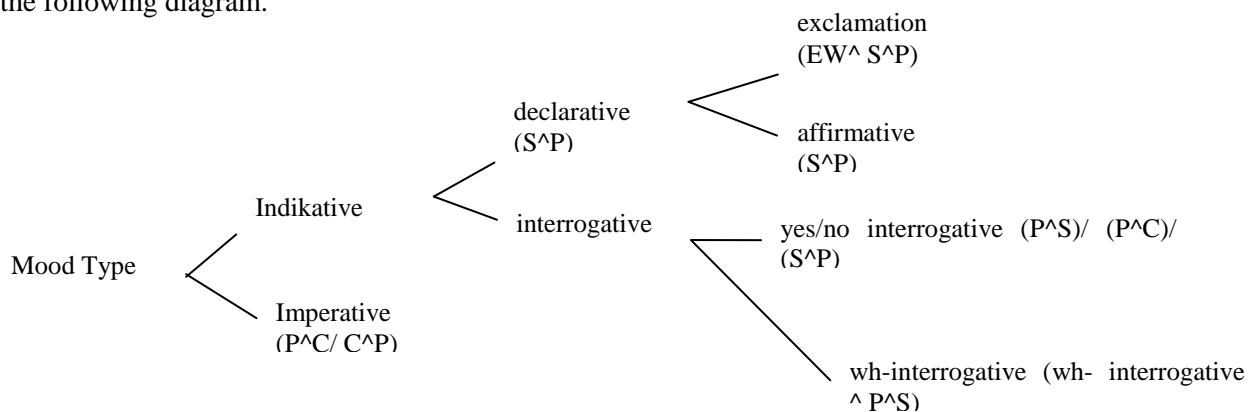 the following diagram.
exclamation
(EW^ S^P)
declarative
(S^P)
affirmative
(S^P)
Indikative
interrogative
yes/no interrogative (P^S)/ (P^C)/
(S^P)
Mood Type
Imperative
(P^C/ C^P)
wh-interrogative (wh- interrogative
^ P^S)